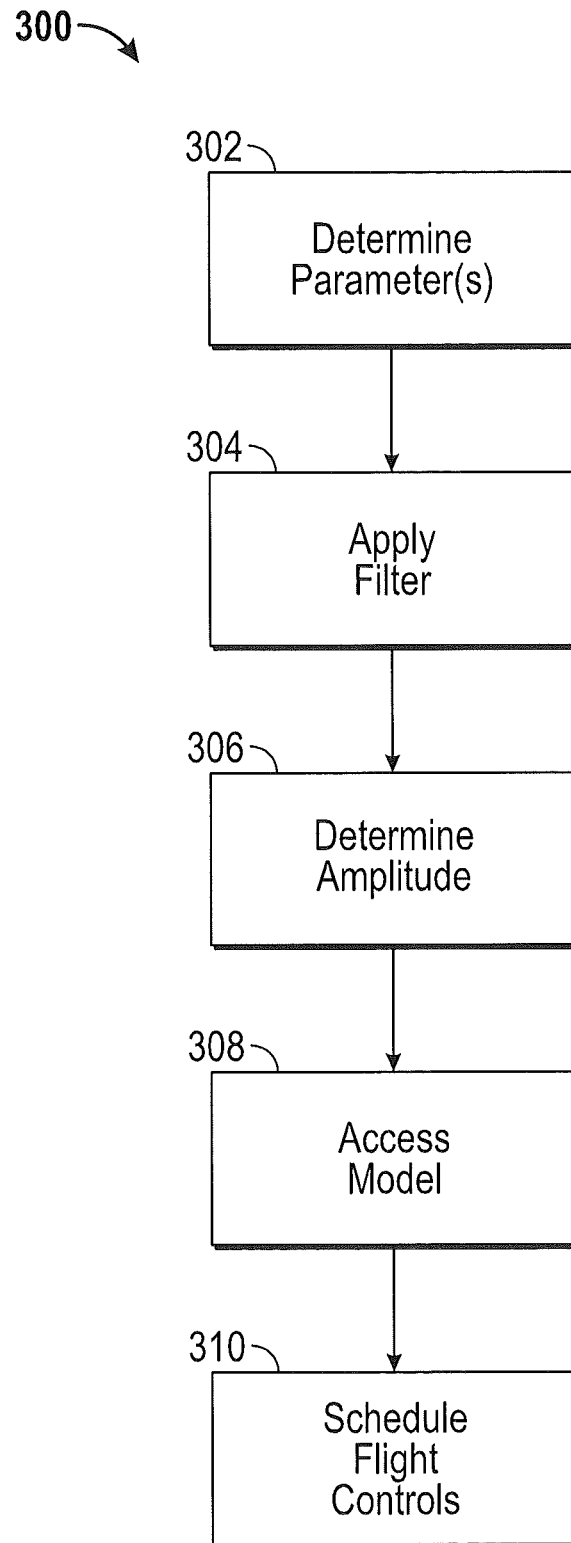 300
302
Determine
Parameter(s)
304
Apply
Filter
306
Determine
Amplitude
308
Access
Model
310
Schedule
Flight
Controls